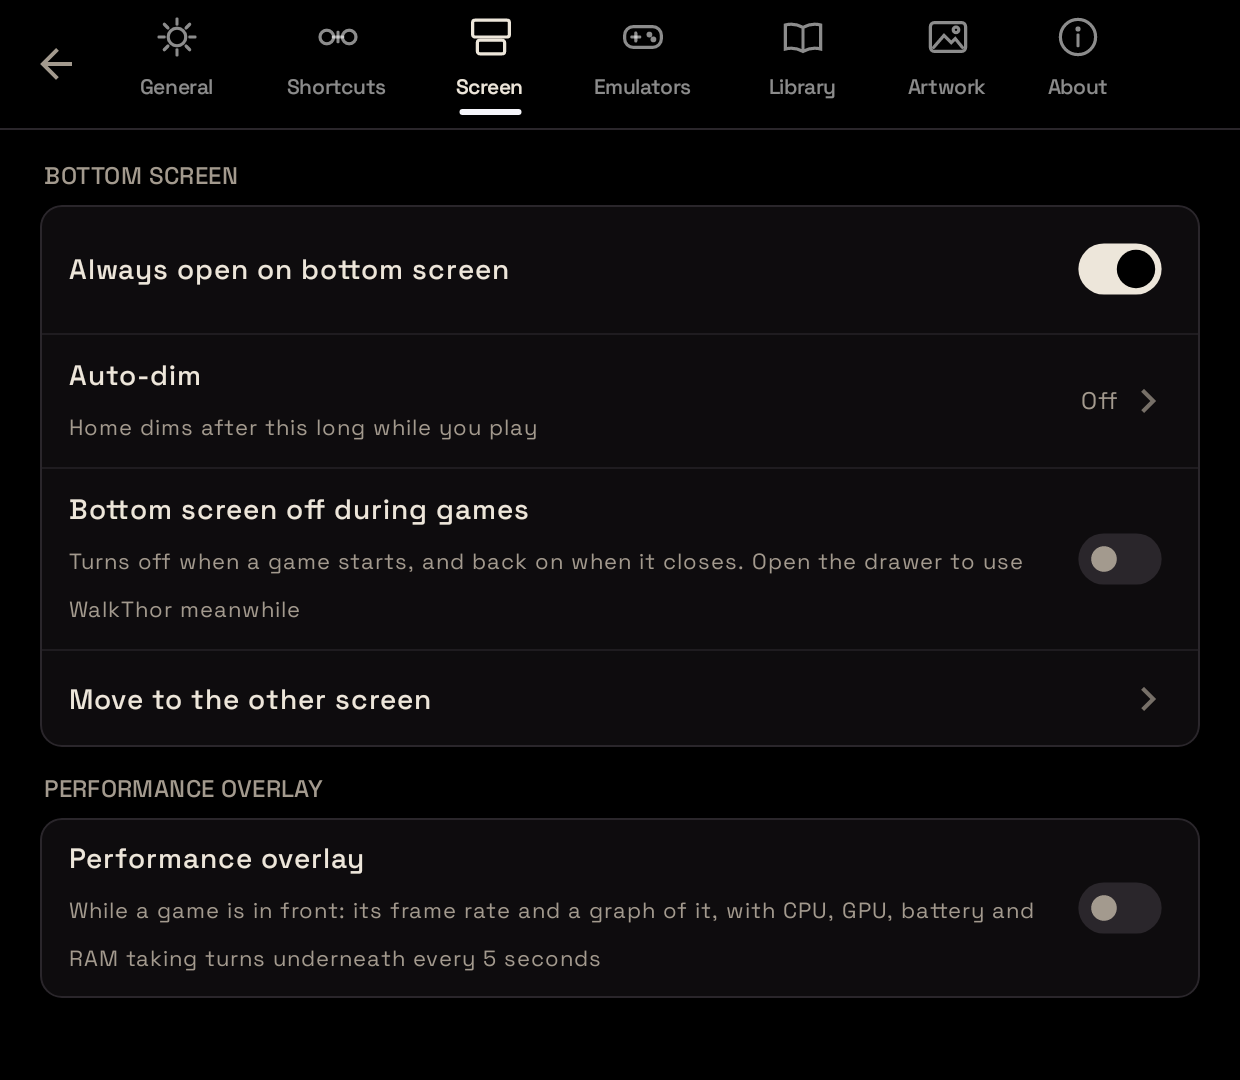 General
Shortcuts
Screen
Emulators
Library
Artwork
About
BOTTOM SCREEN
Always open on bottom screen
Auto-dim
Home dims after this long while you play
Off
Bottom screen off during games
Turns off when a game starts, and back on when it closes. Open the drawer to use
WalkThor meanwhile
Move to the other screen
PERFORMANCE OVERLAY
Performance overlay
While a game is in front: its frame rate and a graph of it, with CPU, GPU, battery and
RAM taking turns underneath every 5 seconds